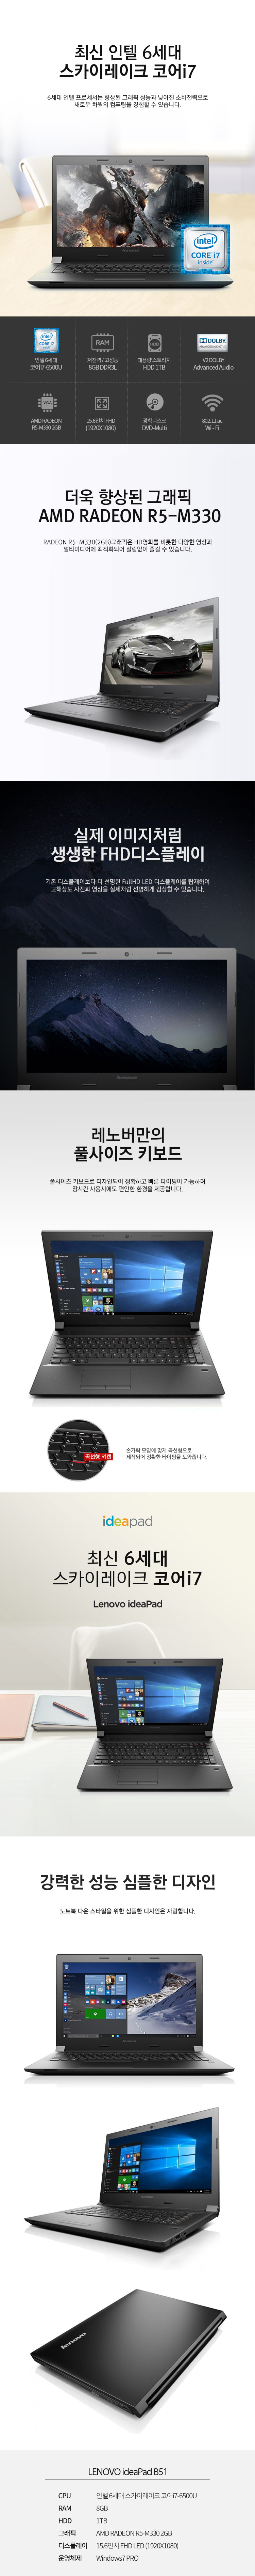 최신 인텔 6세대
스카이레이크 코어i7
6세대 인텔 프로세서는 향상된 그래픽 성능과 낮아진 소비전력으로
새로운 차원의 컴퓨팅을 경험할 수 있습니다.
intel
CORE i7
inside
인텔6세대
코어i7-6500U
RAM
저전력 / 고성능
8GB DDR3L
HDD
대용량 스토리지
HDD 1TB
DOLBY
V2 DOLBY
Advanced Audio
AMD RADEON
R5-M330 2GB
15.6인치 FHD
(1920X1080)
광학디스크
DVD-Multi
802.11 ac
Wi - Fi
더욱 향상된 그래픽
AMD RADEON R5-M330
RADEON R5-M330(2GB)그래픽은 HD영화를 비롯한 다양한 영상과
멀티미디어에 최적화되어 끊림없이 즐길 수 있습니다.
실제 이미지처럼
생생한 FHD디스플레이
기존 디스플레이보다 더 선명한 FullHD LED 디스플레이를 탑재하여
고해상도 사진과 영상을 실제처럼 선명하게 감상할 수 있습니다.
레노버만의
풀사이즈 키보드
풀사이즈 키보드로 디자인되어 정확하고 빠른 타이핑이 가능하며
장시간 사용시에도 편안한 환경을 제공합니다.
곡선형 키캡
손가락 모양에 맞게 곡선형으로
제작되어 정확한 타이핑을 도와줍니다.
ideapad
최신 6세대
스카이레이크 코어i7
Lenovo ideaPad
강력한 성능 심플한 디자인
노트북 다운 스타일을 위한 심플한 디자인은 자랑합니다.
lenovo
LENOVO ideaPad B51
CPU 인텔 6세대 스카이레이크 코어i7-6500U
RAM 8GB
HDD 1TB
그래픽 AMD RADEON R5-M330 2GB
디스플레이 15.6인치 FHD LED (1920X1080)
운영체제 Windows7 PRO